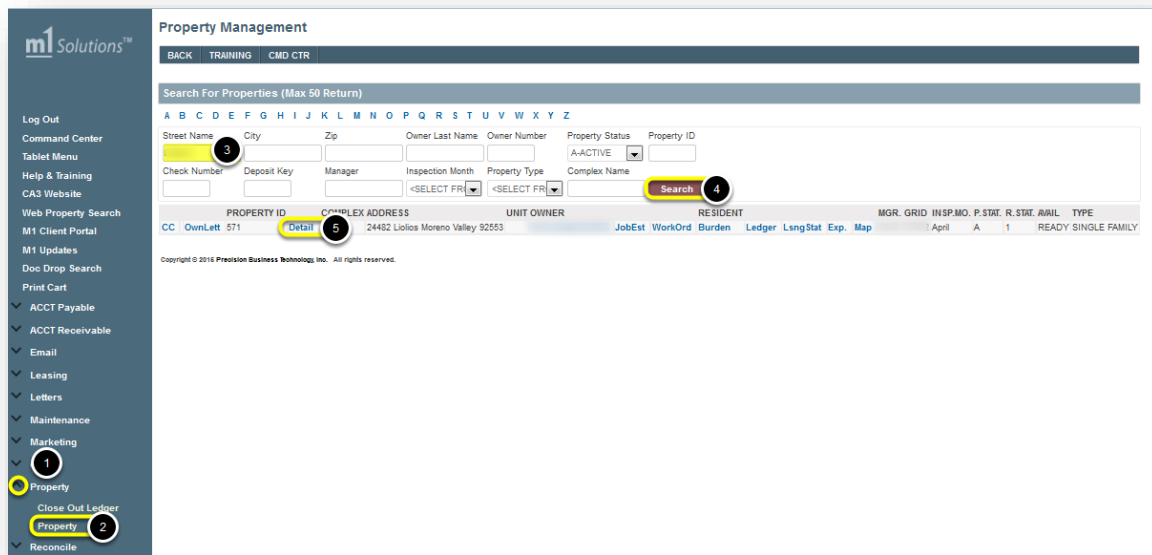 m1 Solutions™
Log Out
Command Center
Tablet Menu
Help & Training
CA3 Website
Web Property Search
M1 Client Portal
M1 Updates
Doc Drop Search
Print Cart
ACCT Payable
ACCT Receivable
Email
Leasing
Letters
Maintenance
Marketing
1
Property
Close Out Ledger
Property 2
Reconcile
Property Management
BACK TRAINING CMD CTR
Search For Properties (Max 50 Return)
A B C D E F G H I J K L M N O P Q R S T U V W X Y Z
Street Name City Zip Owner Last Name Owner Number Property Status Property ID
3 A-ACTIVE
Check Number Deposit Key Manager Inspection Month Property Type Complex Name
<SELECT FR <SELECT FR Search 4
PROPERTY ID COMPLEX ADDRESS UNIT OWNER RESIDENT MGR. GRID INSP.MO. P.STAT. R.STAT. AVAIL TYPE
CC OwnLett 571 Detail 5 24482 Liolios Moreno Valley 92553 JobEst WorkOrd Burden Ledger LsngStat Exp. Map April A 1 READY SINGLE FAMILY
Copyright © 2016 Precision Business Technology, Inc. All rights reserved.